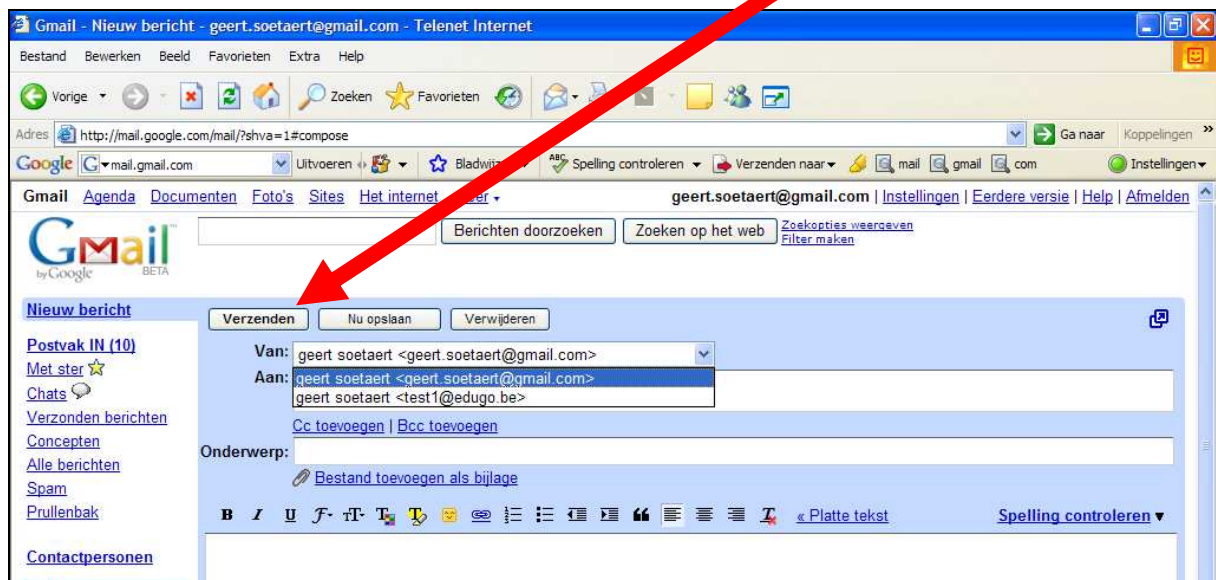 Gmail - Nieuw bericht - geert.soetaert@gmail.com - Telenet Internet
Bestand Bewerken Beeld Favorieten Extra Help
Vorige Zoeken Favorieten
Adres http://mail.google.com/mail/?shva=1#compose Ga naar Koppelingen »
Google G mail.gmail.com Uitvoeren ABC Spelling controleren Verzenden naar mail gmail com Instellingen
Gmail Agenda Documenten Foto's Sites Het internet geert.soetaert@gmail.com | Instellingen | Eerdere versie | Help | Afmelden
Gmail by Google BETA
Berichten doorzoeken Zoeken op het web Zoekopties weergeven
Filter maken
Nieuw bericht
Verzenden Nu opslaan Verwijderen
Postvak IN (10)
Van: geert soetaert <geert.soetaert@gmail.com>
Met ster
Aan: geert soetaert <geert.soetaert@gmail.com>
Chats
geert soetaert <test1@edugo.be>
Verzonden berichten
Cc toevoegen | Bcc toevoegen
Concepten
Onderwerp:
Alle berichten
Bestand toevoegen als bijlage
Spam
Prullenbak
B I U « Platte tekst Spelling controleren ▼
Contactpersonen